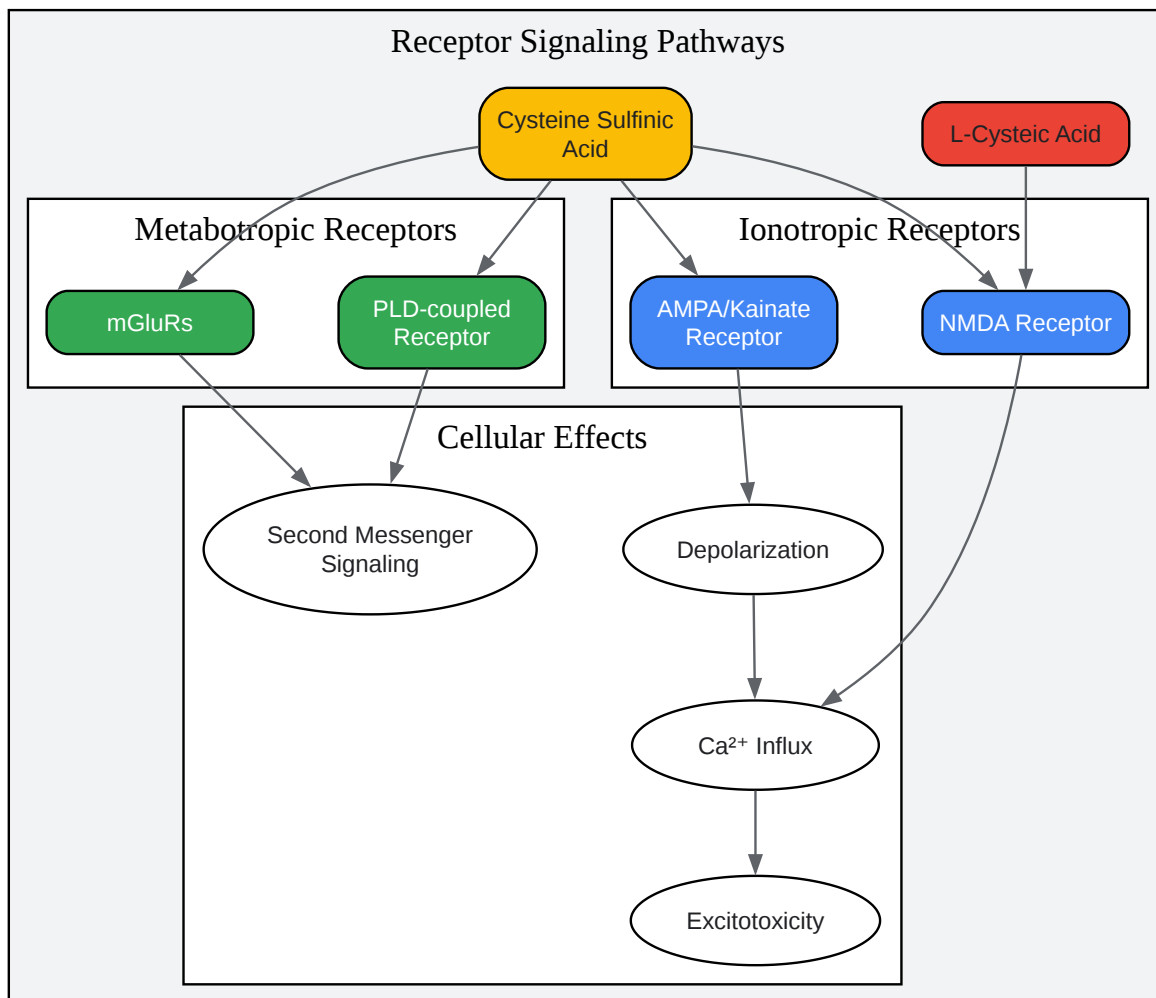 Receptor Signaling Pathways
Cysteine Sulfinic
Acid
L-Cysteic Acid
Metabotropic Receptors
Ionotropic Receptors
mGluRs
PLD-coupled
Receptor
AMPA/Kainate
Receptor
NMDA Receptor
Cellular Effects
Second Messenger
Signaling
Depolarization
Ca²⁺ Influx
Excitotoxicity